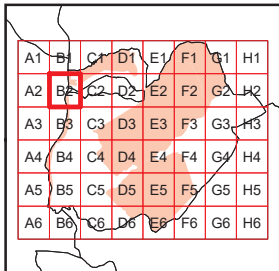 A1 B1 C1 D1 E1 F1 G1 H1
A2 B2 C2 D2 E2 F2 G2 H2
A3 B3 C3 D3 E3 F3 G3 H3
A4 B4 C4 D4 E4 F4 G4 H4
A5 B5 C5 D5 E5 F5 G5 H5
A6 B6 C6 D6 E6 F6 G6 H6